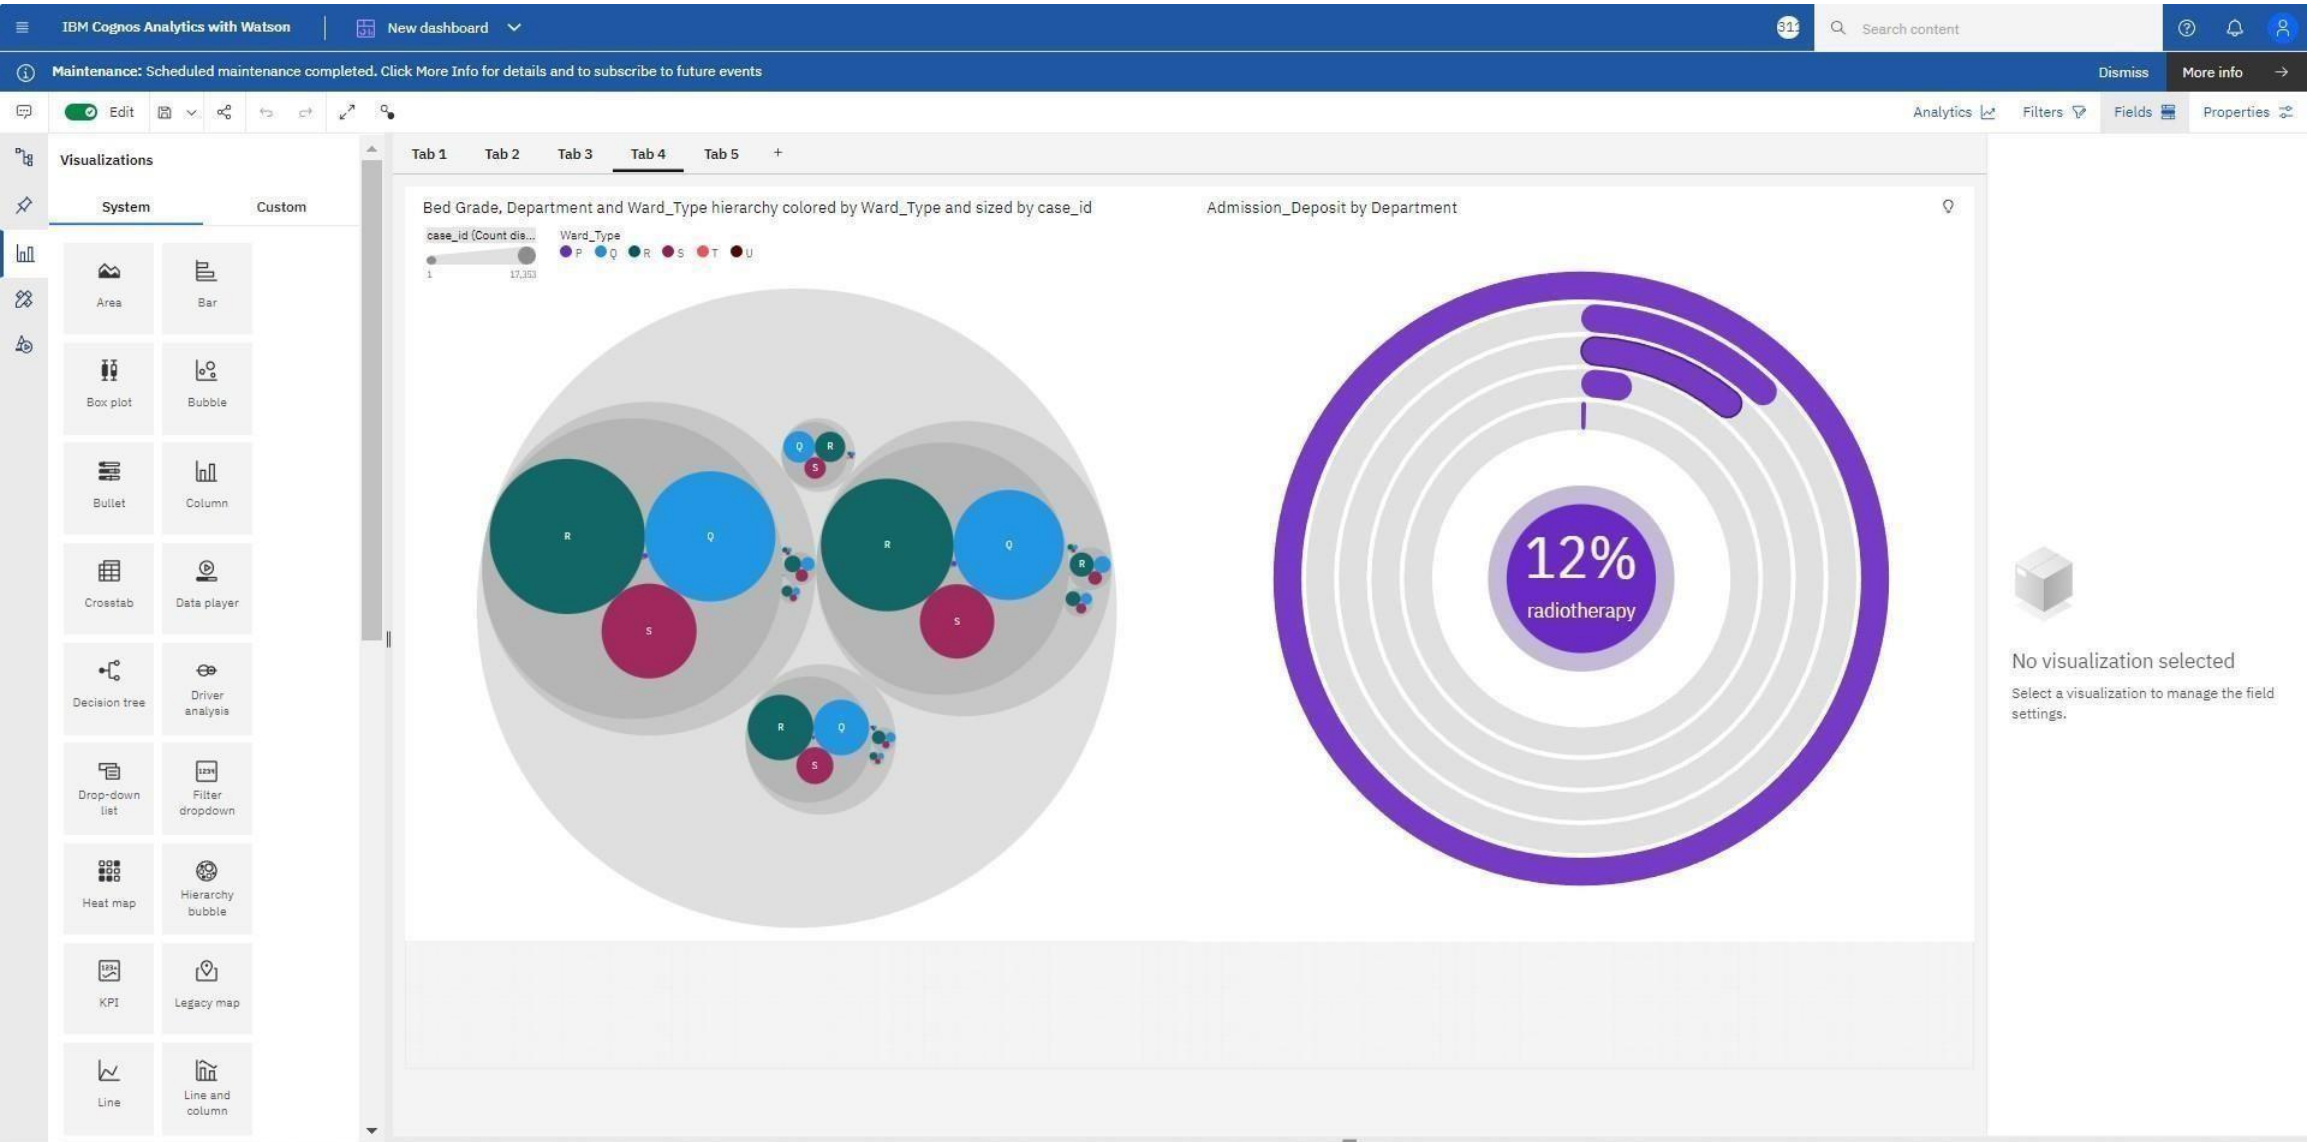 IBM Cognos Analytics with Watson
New dashboard
Search content
Maintenance: Scheduled maintenance completed. Click More Info for details and to subscribe to future events
Dismiss
More info
Edit
Analytics
Filters
Fields
Properties
Visualizations
System
Custom
Area
Bar
Box plot
Bubble
Bullet
Column
Crosstab
Data player
Decision tree
Driver
analysis
Drop-down
list
Filter
dropdown
Heat map
Hierarchy
bubble
KPI
Legacy map
Line
Line and
column
Tab 1
Tab 2
Tab 3
Tab 4
Tab 5
+
Bed Grade, Department and Ward_Type hierarchy colored by Ward_Type and sized by case_id
case_id (Count dis...
1
17,353
Ward_Type
P Q R S T U
Q R
S
R Q
S
R Q
S
R
R Q
S
Admission_Deposit by Department
12%
radiotherapy
No visualization selected
Select a visualization to manage the field
settings.